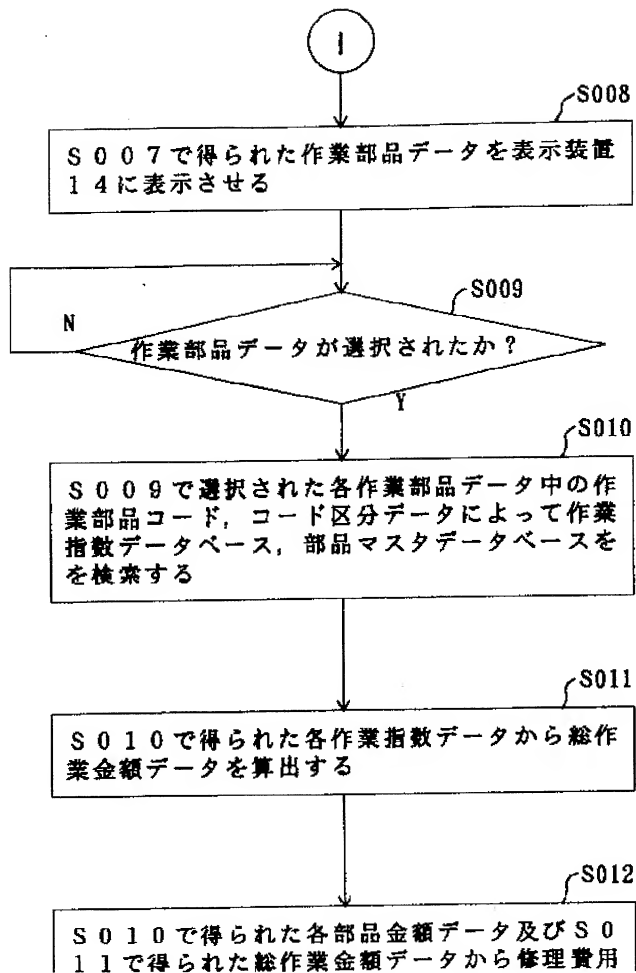 1
S008
S007で得られた作業部品データを表示装置
14に表示させる
S009
N
作業部品データが選択されたか？
Y
S010
S009で選択された各作業部品データ中の作
業部品コード，コード区分データによって作業
指数データベース，部品マスタデータベースを
を検索する
S011
S010で得られた各作業指数データから総作
業金額データを算出する
S012
S010で得られた各部品金額データ及びS0
11で得られた総作業金額データから修理費用